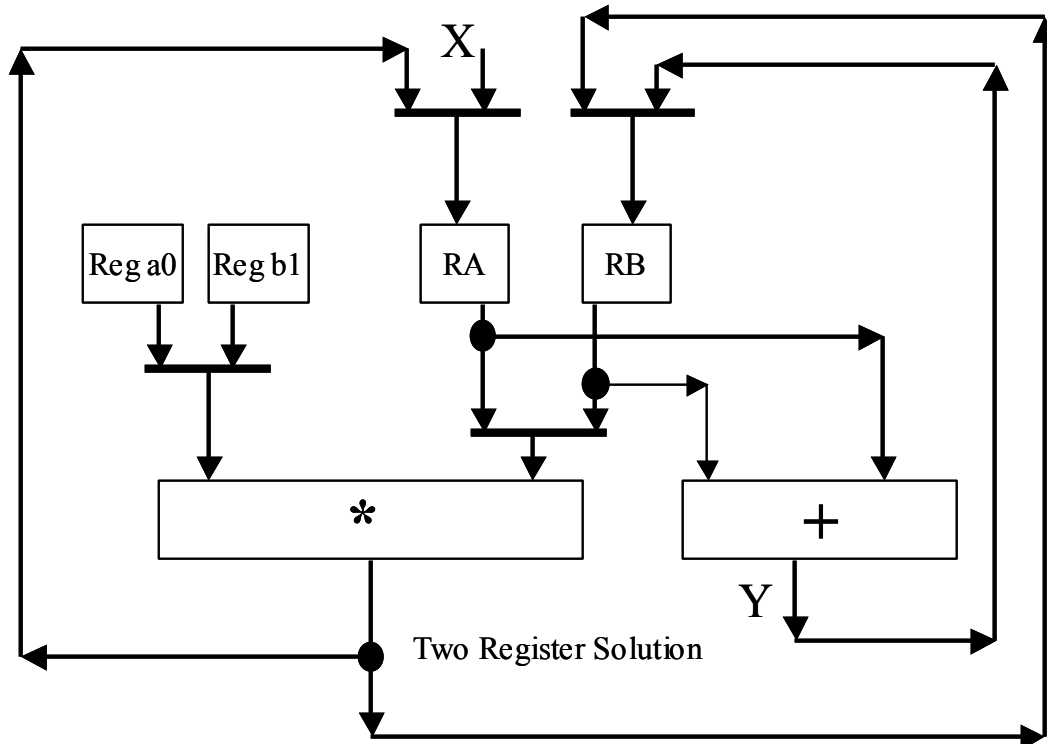 X
Reg a0
Reg b1
RA
RB
*
+
Y
Two Register Solution